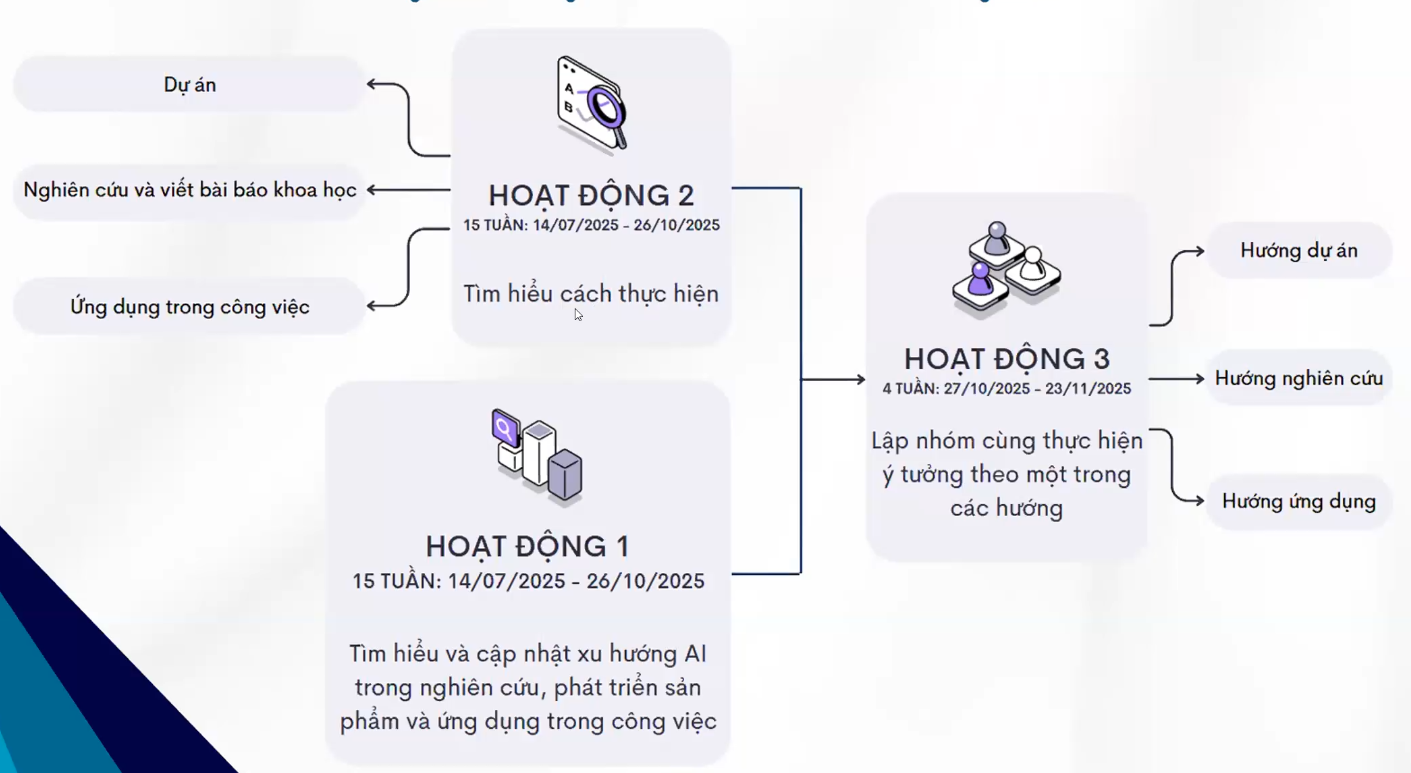 Dự án
Nghiên cứu và viết bài báo khoa học
Ứng dụng trong công việc
A
B
HOẠT ĐỘNG 2
15 TUẦN: 14/07/2025 - 26/10/2025
Tìm hiểu cách thực hiện
HOẠT ĐỘNG 1
15 TUẦN: 14/07/2025 - 26/10/2025
Tìm hiểu và cập nhật xu hướng AI
trong nghiên cứu, phát triển sản
phẩm và ứng dụng trong công việc
HOẠT ĐỘNG 3
4 TUẦN: 27/10/2025 - 23/11/2025
Lập nhóm cùng thực hiện
ý tưởng theo một trong
các hướng
Hướng dự án
Hướng nghiên cứu
Hướng ứng dụng